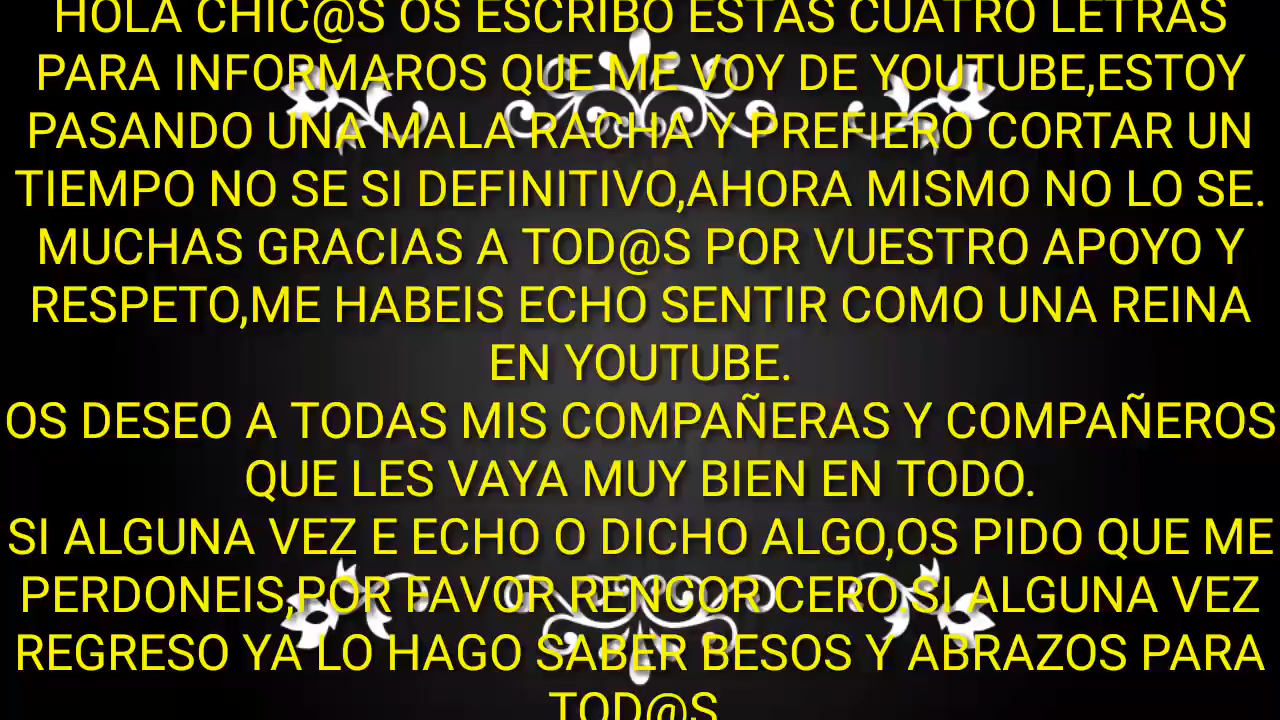 HOLA CHIC@S OS ESCRIBO ESTAS CUATRO LETRAS
PARA INFORMAROS QUE ME VOY DE YOUTUBE,ESTOY
PASANDO UNA MALA RACHA Y PREFIERO CORTAR UN
TIEMPO NO SE SI DEFINITIVO,AHORA MISMO NO LO SE.
MUCHAS GRACIAS A TOD@S POR VUESTRO APOYO Y
RESPETO,ME HABEIS ECHO SENTIR COMO UNA REINA
EN YOUTUBE.
OS DESEO A TODAS MIS COMPAÑERAS Y COMPAÑEROS
QUE LES VAYA MUY BIEN EN TODO.
SI ALGUNA VEZ E ECHO O DICHO ALGO,OS PIDO QUE ME
PERDONEIS,POR FAVOR RENCOR CERO.SI ALGUNA VEZ
REGRESO YA LO HAGO SABER BESOS Y ABRAZOS PARA
TOD@S